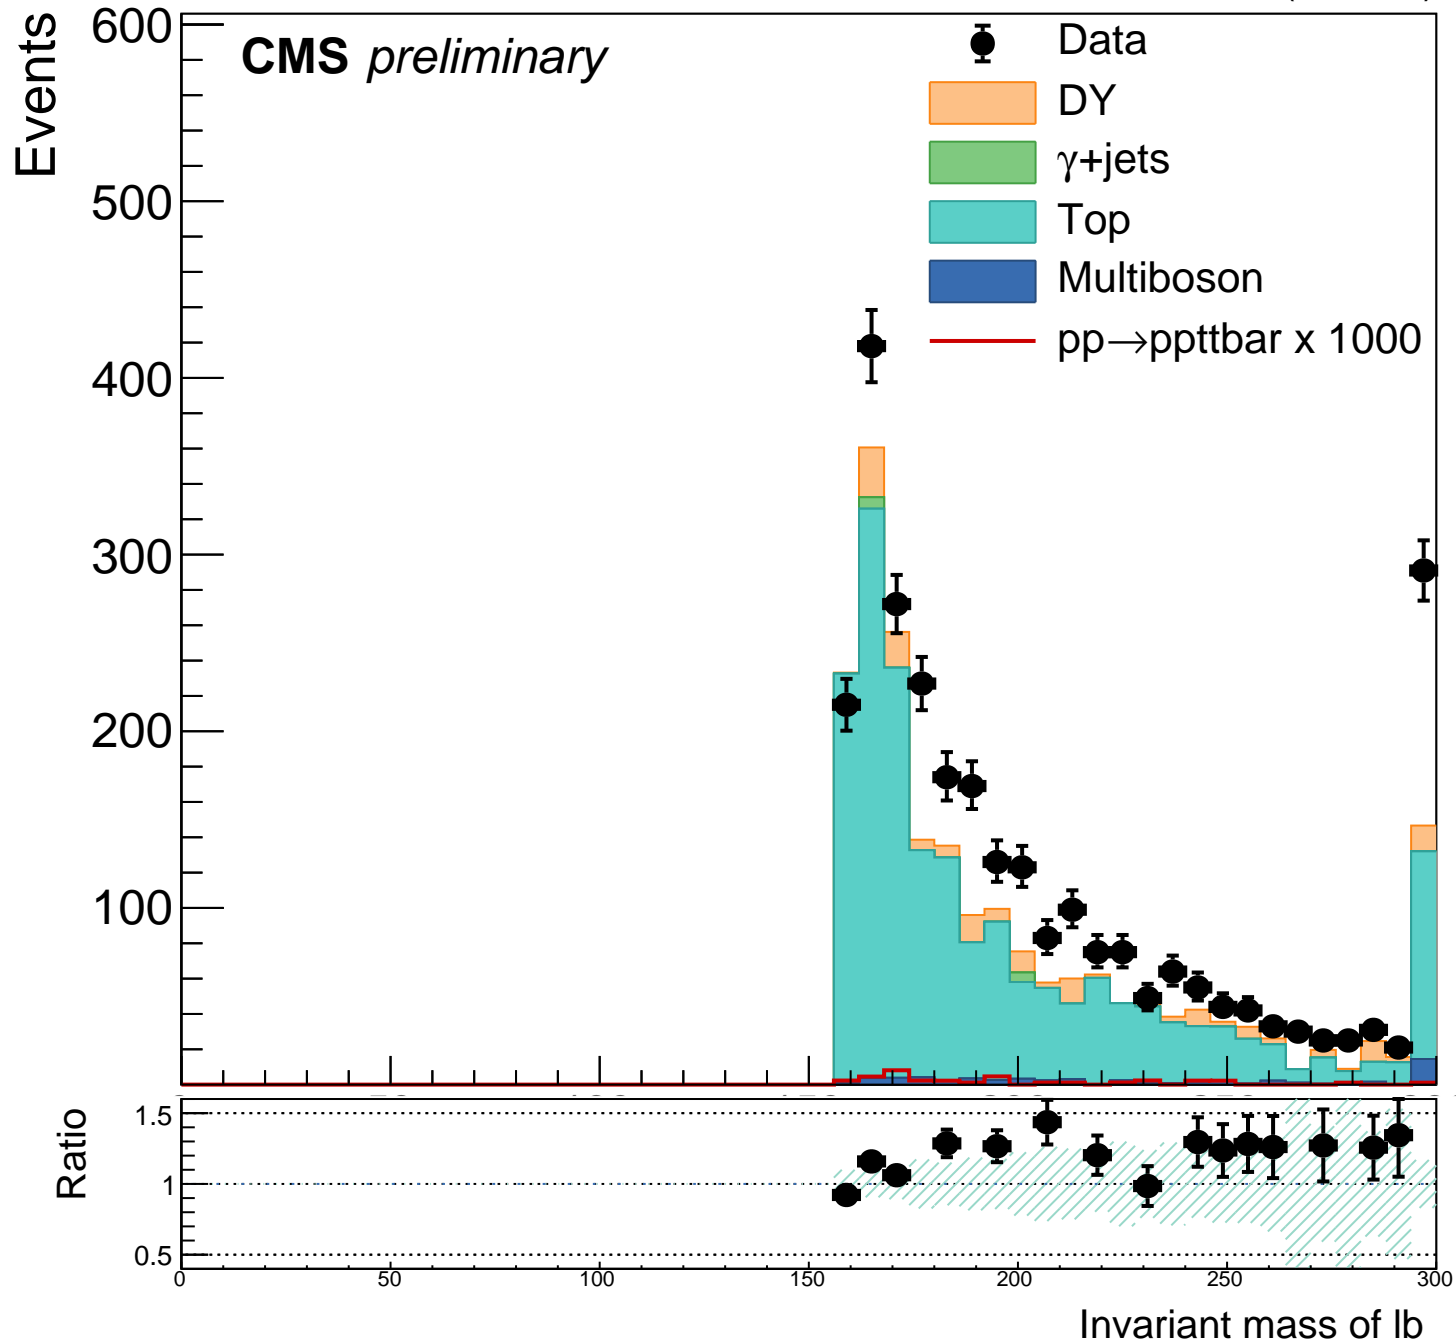 CMS preliminary
Events
600
500
400
300
200
100
Data
DY
γ+jets
Top
Multiboson
pp→ppttbar x 1000
Ratio
1.5
1
0.5
0 50 100 150 200 250 300
Invariant mass of lb